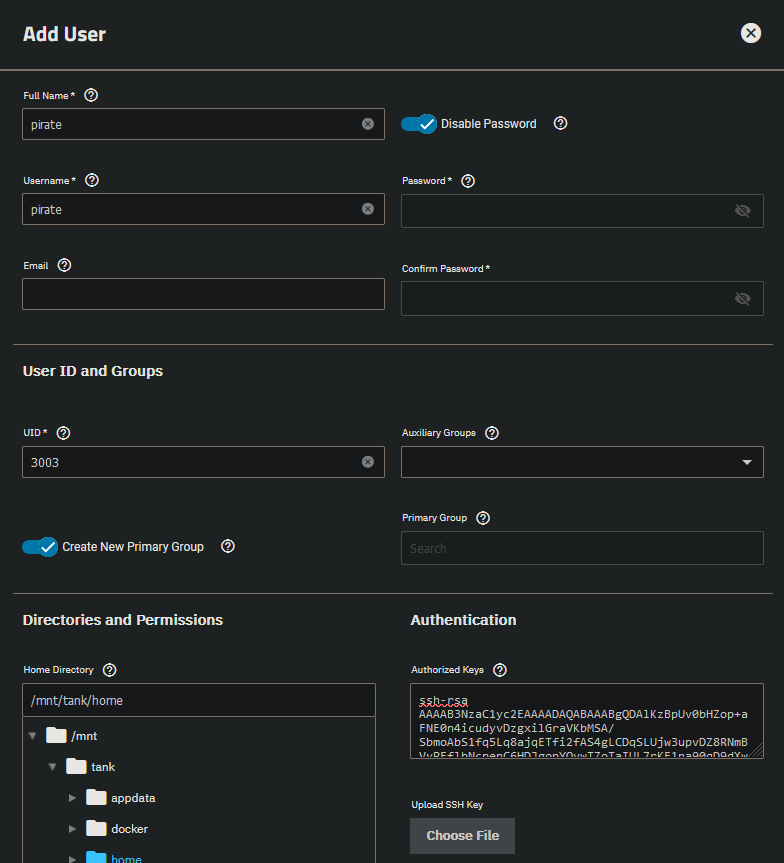 Add User
Full Name *
pirate
Disable Password
Username *
pirate
Password *
Email
Confirm Password *
User ID and Groups
UID *
3003
Auxiliary Groups
Create New Primary Group
Primary Group
Search
Directories and Permissions
Authentication
Home Directory
/mnt/tank/home
/mnt
tank
appdata
docker
home
Authorized Keys
ssh-rsa
AAAAB3NzaC1yc2EAAAADAQABAAABgQDAlKzBpUv0bHZop+a
FNE0n4icudyvDzgxilGraVKbMSA/
SbmoAbS1fq5Lq8ajqETfi2fAS4gLCDqSLUjw3upvDZ8RNmB
Upload SSH Key
Choose File